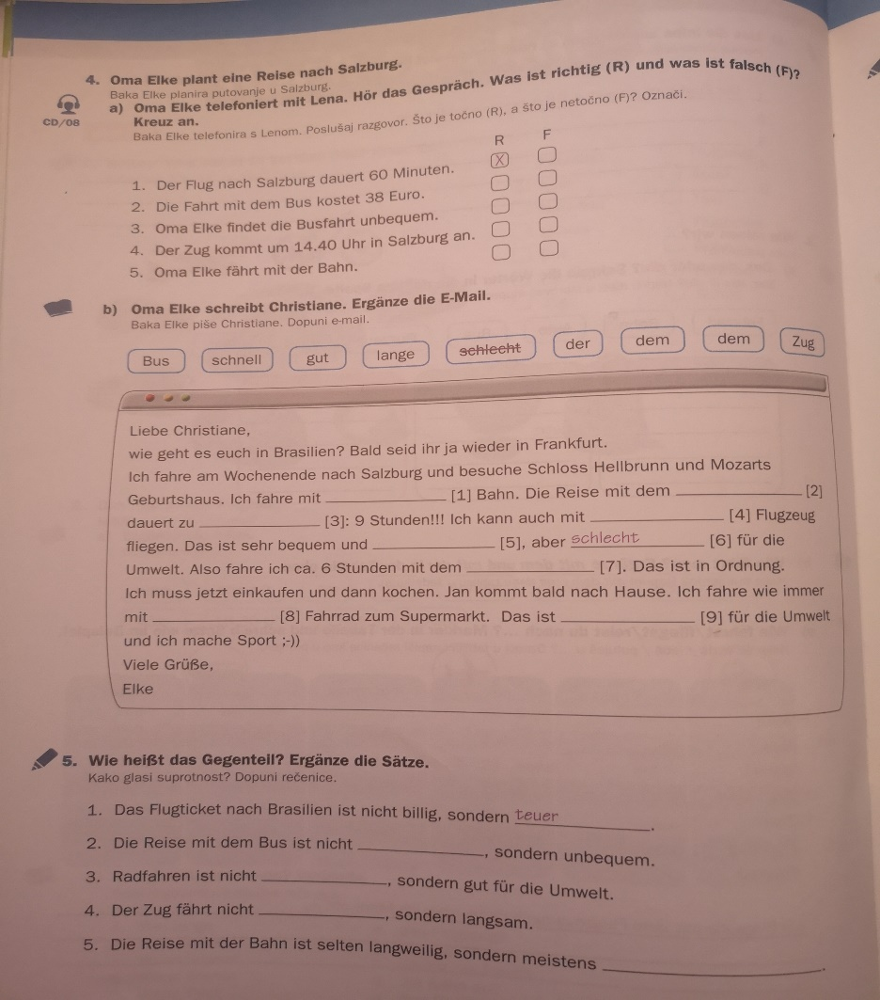 4. Oma Elke plant eine Reise nach Salzburg.
Baka Elke planira putovanje u Salzburg.
a) Oma Elke telefoniert mit Lena. Hör das Gespräch. Was ist richtig (R) und was ist falsch (F)?
CD/08
Kreuz an.
Baka Elke telefonira s Lenom. Poslušaj razgovor. Što je točno (R), a što je netočno (F)? Označi.
R F
1. Der Flug nach Salzburg dauert 60 Minuten. X
2. Die Fahrt mit dem Bus kostet 38 Euro.
3. Oma Elke findet die Busfahrt unbequem.
4. Der Zug kommt um 14.40 Uhr in Salzburg an.
5. Oma Elke fährt mit der Bahn.
b) Oma Elke schreibt Christiane. Ergänze die E-Mail.
Baka Elke piše Christiane. Dopuni e-mail.
Bus schnell gut lange schlecht der dem dem Zug
Liebe Christiane,
wie geht es euch in Brasilien? Bald seid ihr ja wieder in Frankfurt.
Ich fahre am Wochenende nach Salzburg und besuche Schloss Hellbrunn und Mozarts
Geburtshaus. Ich fahre mit ____________ [1] Bahn. Die Reise mit dem ____________ [2]
dauert zu ____________ [3]: 9 Stunden!!! Ich kann auch mit ____________ [4] Flugzeug
fliegen. Das ist sehr bequem und ____________ [5], aber schlecht [6] für die
Umwelt. Also fahre ich ca. 6 Stunden mit dem ____________ [7]. Das ist in Ordnung.
Ich muss jetzt einkaufen und dann kochen. Jan kommt bald nach Hause. Ich fahre wie immer
mit ____________ [8] Fahrrad zum Supermarkt. Das ist ____________ [9] für die Umwelt
und ich mache Sport ;-))
Viele Grüße,
Elke
5. Wie heißt das Gegenteil? Ergänze die Sätze.
Kako glasi suprotnost? Dopuni rečenice.
1. Das Flugticket nach Brasilien ist nicht billig, sondern teuer.
2. Die Reise mit dem Bus ist nicht ____________, sondern unbequem.
3. Radfahren ist nicht ____________, sondern gut für die Umwelt.
4. Der Zug fährt nicht ____________, sondern langsam.
5. Die Reise mit der Bahn ist selten langweilig, sondern meistens ____________.